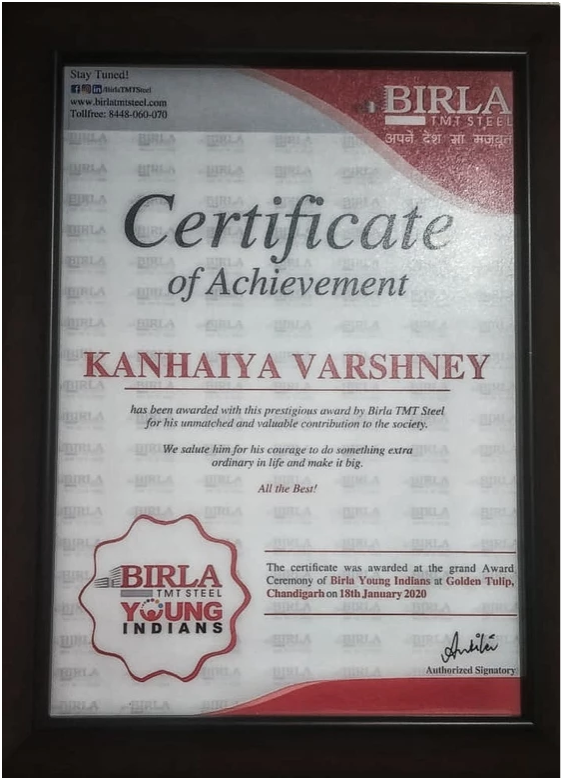 Stay Tuned!
/BirlaTMTSteel
www.birlatmtsteel.com
Tollfree: 8448-060-070
BIRLA
TMT STEEL
अपने देश सा मजबूत
Certificate
of Achievement
KANHAIYA VARSHNEY
has been awarded with this prestigious award by Birla TMT Steel
for his unmatched and valuable contribution to the society.
We salute him for his courage to do something extra
ordinary in life and make it big.
All the Best!
BIRLA
TMT STEEL
YOUNG
INDIANS
The certificate was awarded at the grand Award
Ceremony of Birla Young Indians at Golden Tulip,
Chandigarh on 18th January 2020
Authorized Signatory